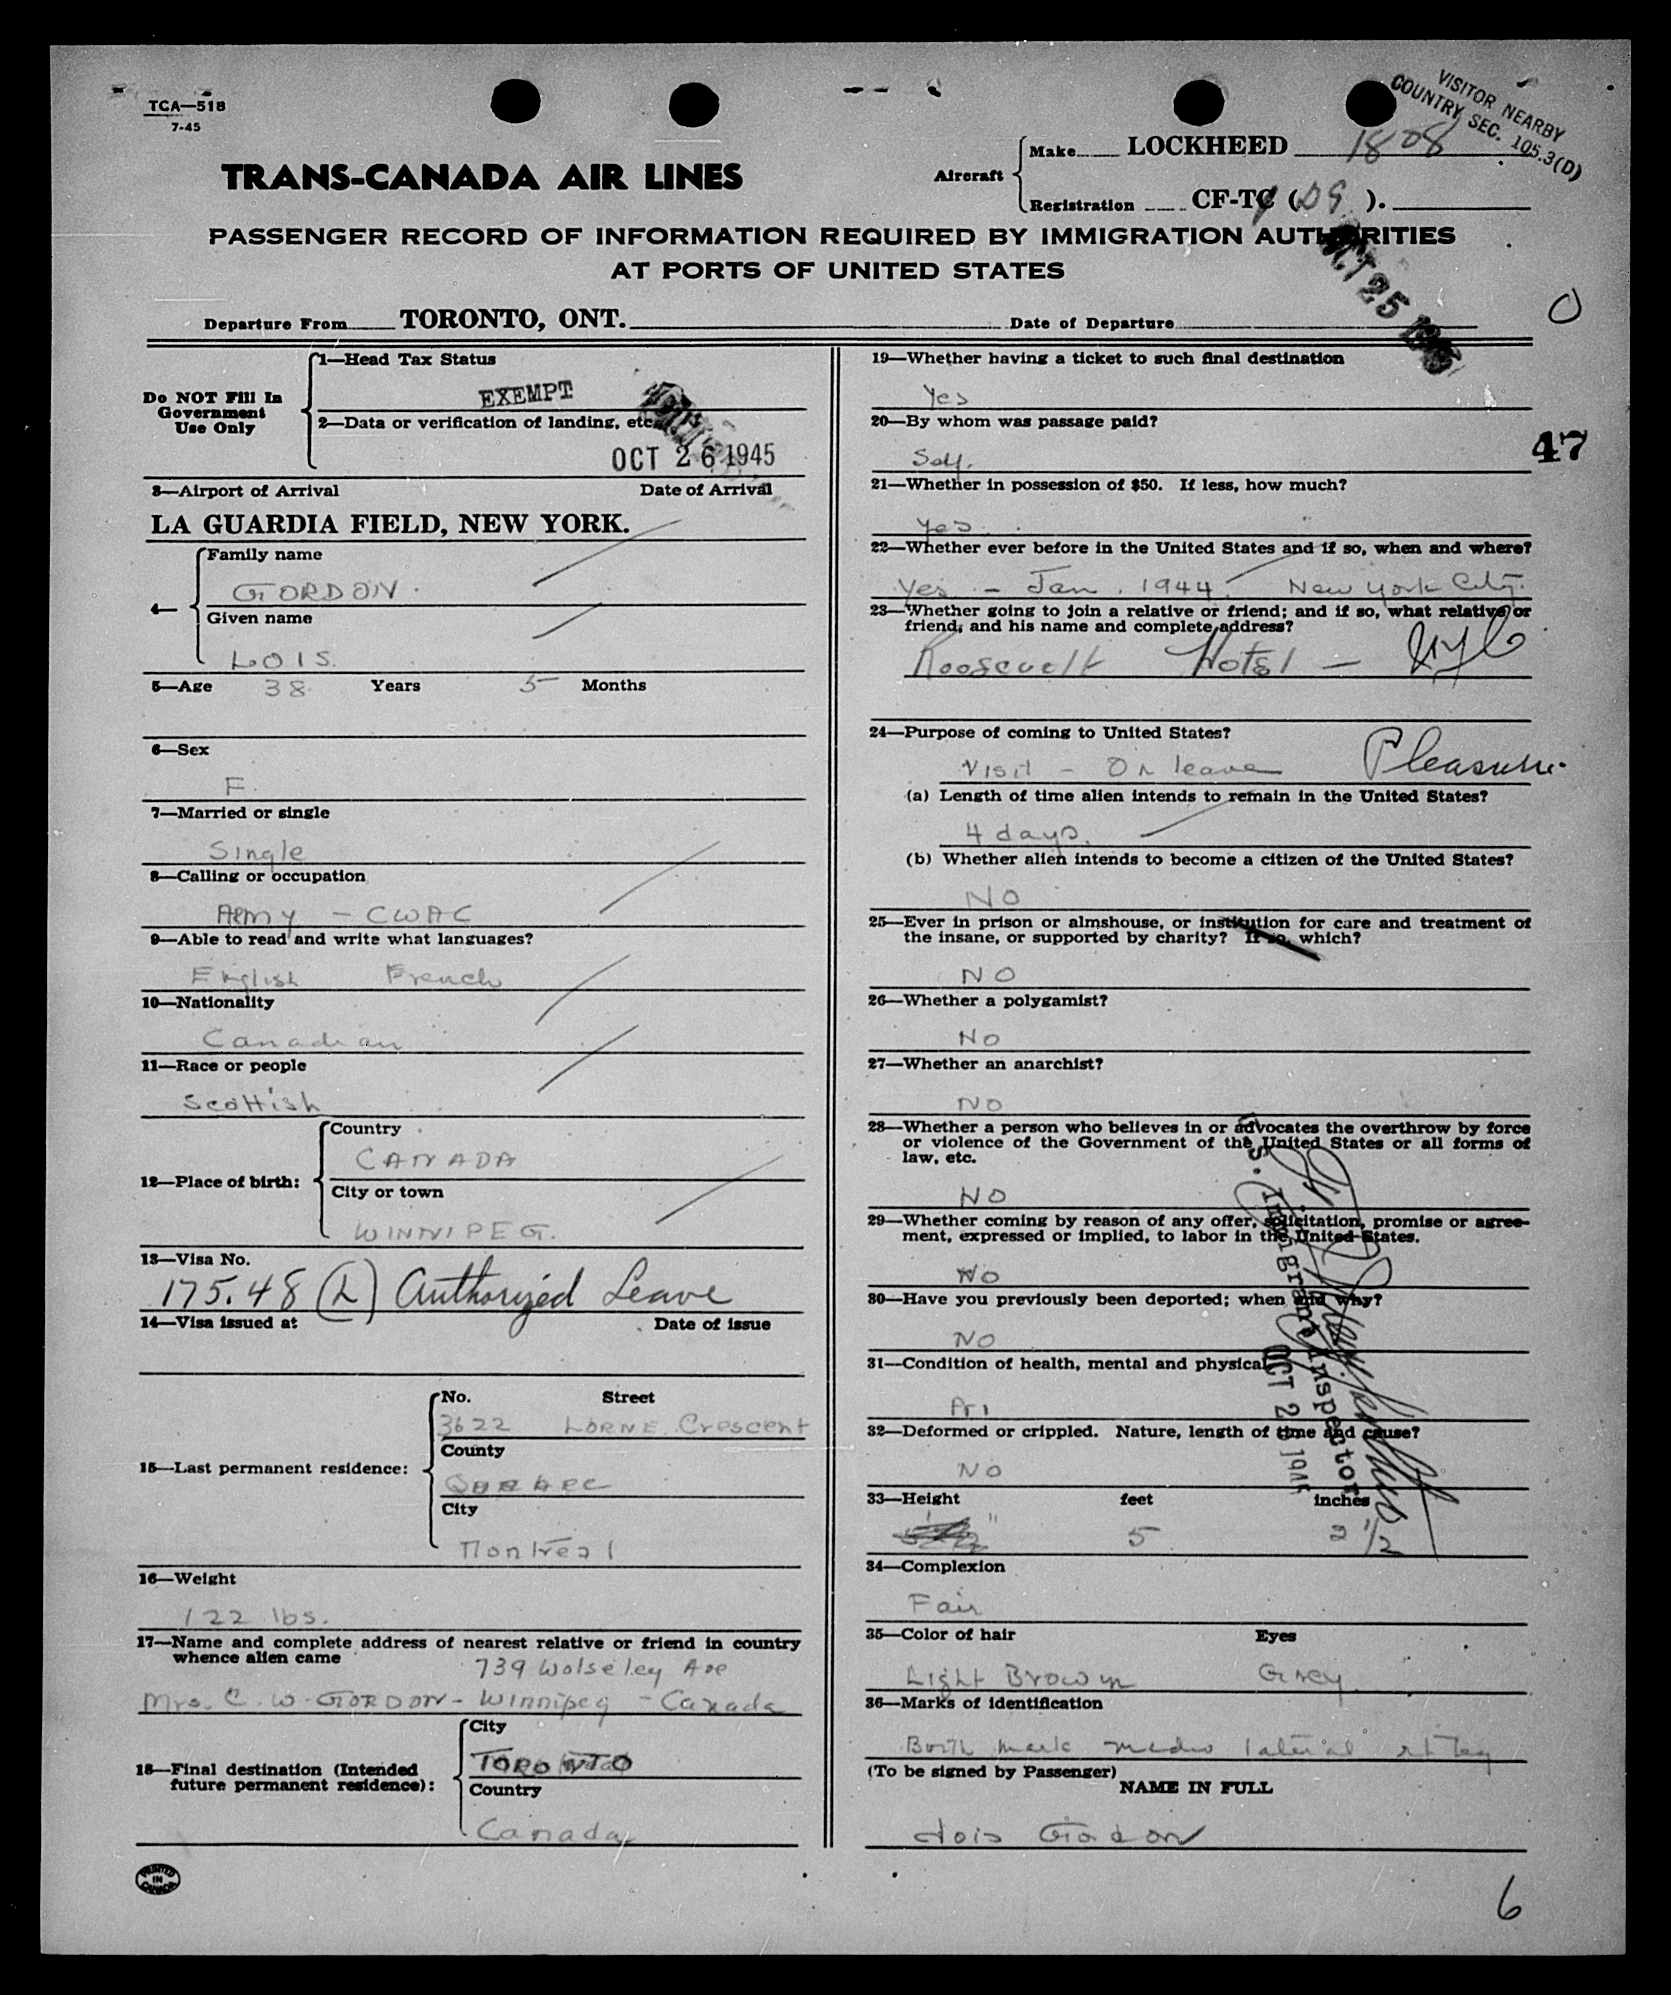 TCA—518
7-45
VISITOR NEARBY
COUNTRY SEC. 105.3(D)
TRANS-CANADA AIR LINES
Aircraft
Make LOCKHEED 1808
Registration CF-TC (DG).
PASSENGER RECORD OF INFORMATION REQUIRED BY IMMIGRATION AUTHORITIES
AT PORTS OF UNITED STATES
OCT 25 1945
O
Departure From TORONTO, ONT. Date of Departure
Do NOT Fill In
Government
Use Only
1—Head Tax Status
EXEMPT
2—Data or verification of landing, etc.
OCT 26 1945
3—Airport of Arrival Date of Arrival
LA GUARDIA FIELD, NEW YORK.
4—
Family name
GORDON.
Given name
LOIS.
5—Age 38 Years 5 Months
6—Sex
F.
7—Married or single
Single
8—Calling or occupation
Army — CWAC
9—Able to read and write what languages?
English French
10—Nationality
Canadian
11—Race or people
Scottish
12—Place of birth:
Country
CANADA
City or town
WINNIPEG.
13—Visa No.
175.48 (L) Authorized Leave
14—Visa issued at Date of issue
15—Last permanent residence:
No. Street
3622 LORNE Crescent
County
Quebec
City
Montreal
16—Weight
122 lbs.
17—Name and complete address of nearest relative or friend in country
whence alien came
739 Wolseley Ave
Mrs. C. W. GORDON - Winnipeg - Canada
18—Final destination (Intended
future permanent residence):
City
TORONTO
Country
Canada
PRINTED
IN
CANADA
19—Whether having a ticket to such final destination
Yes
20—By whom was passage paid?
Self.
47
21—Whether in possession of $50. If less, how much?
Yes
22—Whether ever before in the United States and if so, when and where?
Yes - Jan. 1944. New York City.
23—Whether going to join a relative or friend; and if so, what relative or
friend, and his name and complete address?
Roosevelt Hotel — NYC
24—Purpose of coming to United States?
Visit - On leave Pleasure.
(a) Length of time alien intends to remain in the United States?
4 days.
(b) Whether alien intends to become a citizen of the United States?
NO
25—Ever in prison or almshouse, or institution for care and treatment of
the insane, or supported by charity? If so, which?
NO
26—Whether a polygamist?
No
27—Whether an anarchist?
NO
28—Whether a person who believes in or advocates the overthrow by force
or violence of the Government of the United States or all forms of
law, etc.
NO
29—Whether coming by reason of any offer, solicitation, promise or agree-
ment, expressed or implied, to labor in the United States.
No
30—Have you previously been deported; when and why?
NO
31—Condition of health, mental and physical
A1
32—Deformed or crippled. Nature, length of time and cause?
No
U.S. Immigrant Inspector
33—Height feet inches
5 2 1/2
34—Complexion
Fair
35—Color of hair Eyes
Light Brown Grey
36—Marks of identification
Birth mark lateral rt leg
(To be signed by Passenger)
NAME IN FULL
Lois Gordon
6